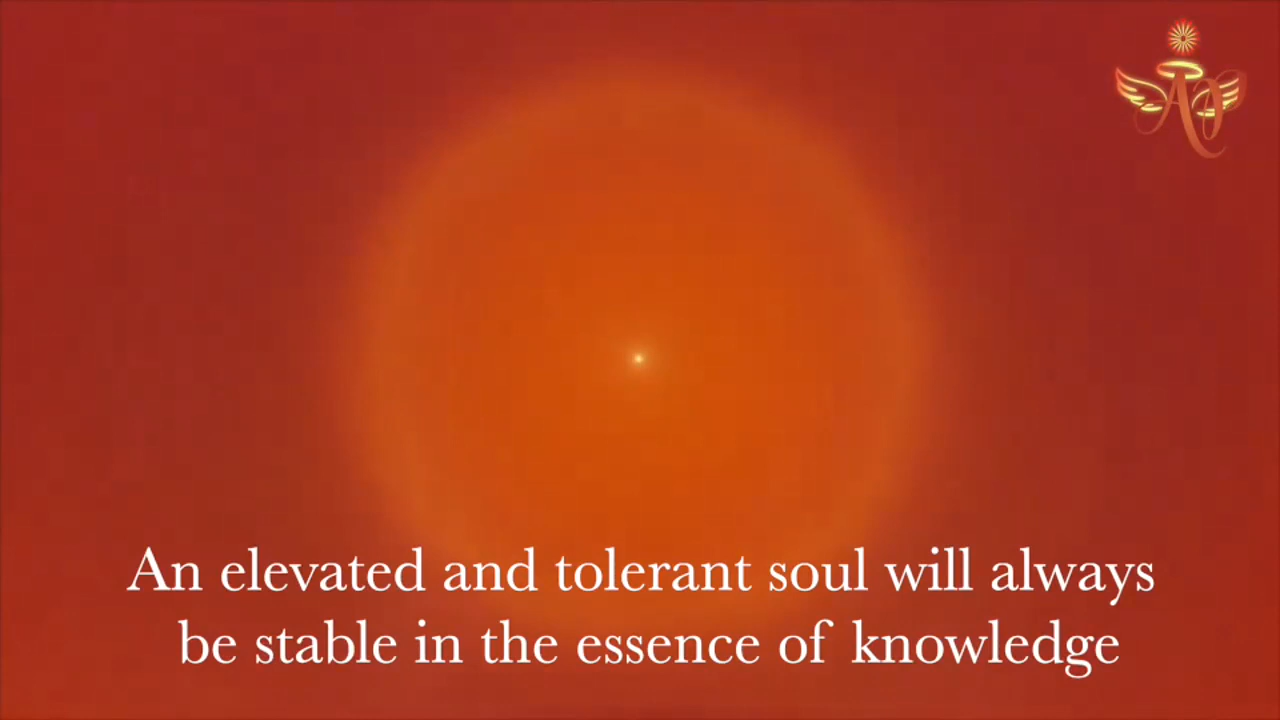 An elevated and tolerant soul will always
be stable in the essence of knowledge